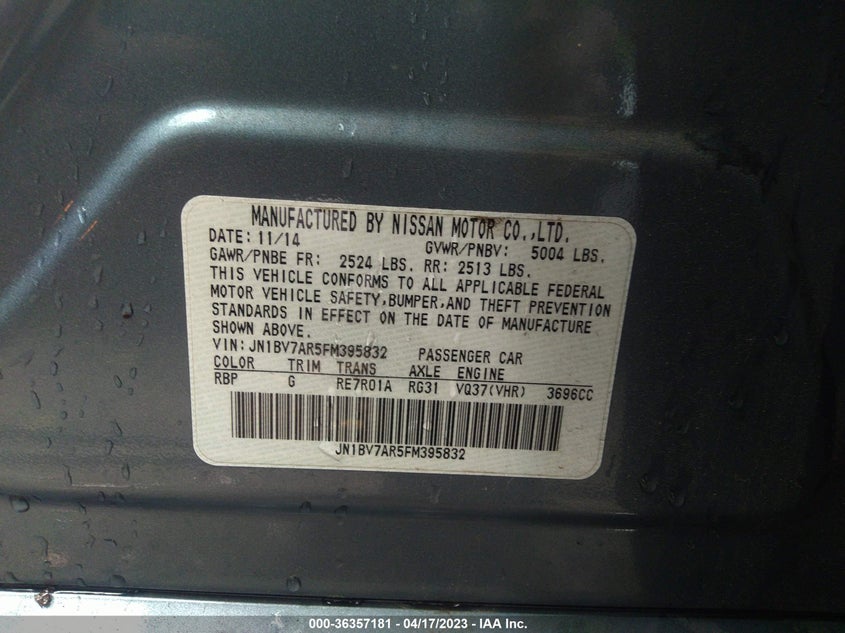 MANUFACTURED BY NISSAN MOTOR CO.,LTD.
DATE: 11/14 GVWR/PNBV: 5004 LBS.
GAWR/PNBE FR: 2524 LBS. RR: 2513 LBS.
THIS VEHICLE CONFORMS TO ALL APPLICABLE FEDERAL
MOTOR VEHICLE SAFETY,BUMPER,AND THEFT PREVENTION
STANDARDS IN EFFECT ON THE DATE OF MANUFACTURE
SHOWN ABOVE.
VIN: JN1BV7AR5FM395832 PASSENGER CAR
COLOR TRIM TRANS AXLE ENGINE
RBP G RE7R01A RG31 VQ37(VHR) 3696CC
JN1BV7AR5FM395832
000-36357181 - 04/17/2023 - IAA Inc.